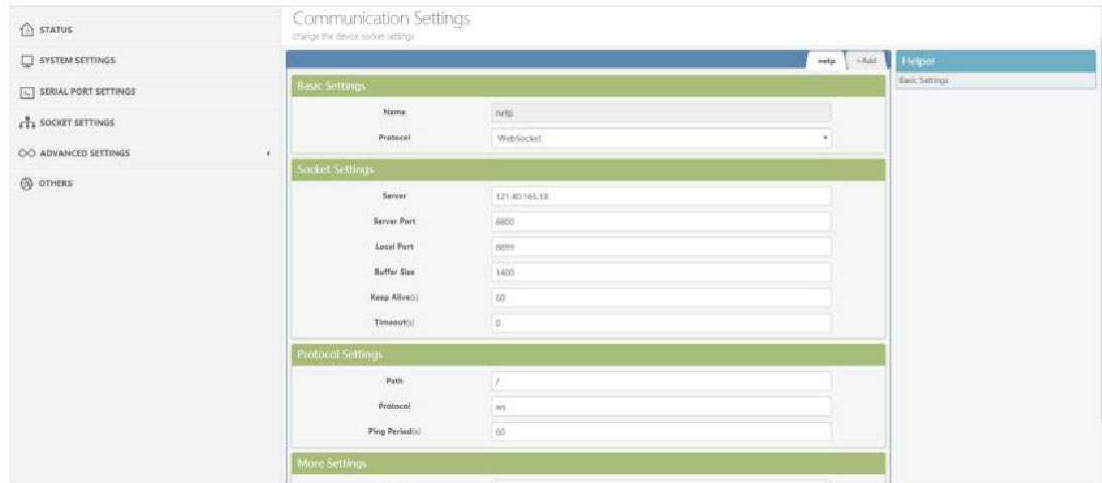 Communication Settings
change the device socket settings
STATUS
SYSTEM SETTINGS
SERIAL PORT SETTINGS
SOCKET SETTINGS
ADVANCED SETTINGS
OTHERS
netp
+Add
Basic Settings
Name netp
Protocol WebSocket
Socket Settings
Server 121.40.165.18
Server Port 8800
Local Port 8899
Buffer Size 1400
Keep Alive(s) 60
Timeout(s) 0
Protocol Settings
Path /
Protocol ws
Ping Period(s) 60
More Settings
Helper
Basic Settings